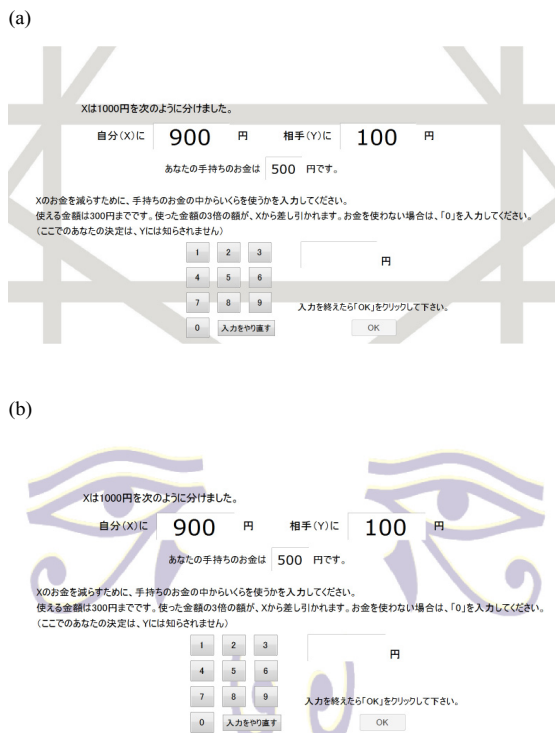 (a)
Xは1000円を次のように分けました。
自分(X)に 900 円 相手(Y)に 100 円
あなたの手持ちのお金は 500 円です。
Xのお金を減らすために、手持ちのお金の中からいくらを使うかを入力してください。
使える金額は300円までです。使った金額の3倍の額が、Xから差し引かれます。お金を使わない場合は、「0」を入力してください。
(ここでのあなたの決定は、Yには知らされません)
1 2 3
円
4 5 6
7 8 9
入力を終えたら「OK」をクリックして下さい。
0 入力をやり直す OK
(b)
Xは1000円を次のように分けました。
自分(X)に 900 円 相手(Y)に 100 円
あなたの手持ちのお金は 500 円です。
Xのお金を減らすために、手持ちのお金の中からいくらを使うかを入力してください。
使える金額は300円までです。使った金額の3倍の額が、Xから差し引かれます。お金を使わない場合は、「0」を入力してください。
(ここでのあなたの決定は、Yには知らされません)
1 2 3
円
4 5 6
7 8 9
入力を終えたら「OK」をクリックして下さい。
0 入力をやり直す OK